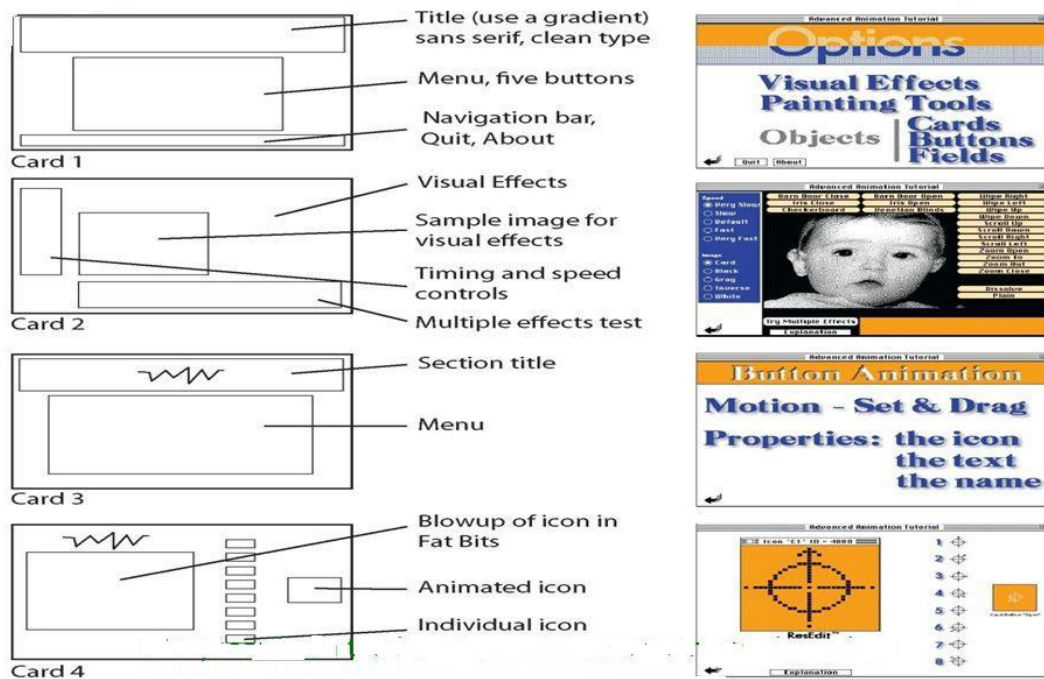 Title (use a gradient)
sans serif, clean type
Menu, five buttons
Navigation bar,
Quit, About
Card 1
Advanced Animation Tutorial
Options
Visual Effects
Painting Tools
Objects
Cards
Buttons
Fields
Quit
About
Visual Effects
Sample image for
visual effects
Timing and speed
controls
Multiple effects test
Card 2
Advanced Animation Tutorial
Speed
Very Slow
Slow
Default
Fast
Very Fast
Image
Card
Black
Gray
Inverse
White
Barn Door Close
Barn Door Open
Wipe Right
Iris Close
Iris Open
Wipe Left
Checkerboard
Venetian Blinds
Wipe Up
Wipe Down
Scroll Up
Scroll Down
Scroll Right
Scroll Left
Zoom Open
Zoom In
Zoom Out
Zoom Close
Dissolve
Plain
Try Multiple Effects
Explanation
Section title
Menu
Card 3
Advanced Animation Tutorial
Button Animation
Motion - Set & Drag
Properties: the icon
the text
the name
Blowup of icon in
Fat Bits
Animated icon
Individual icon
Card 4
Advanced Animation Tutorial
Icon "C1" ID = 4000
ResEdit™
1
2
3
4
5
6
7
8
Explanation